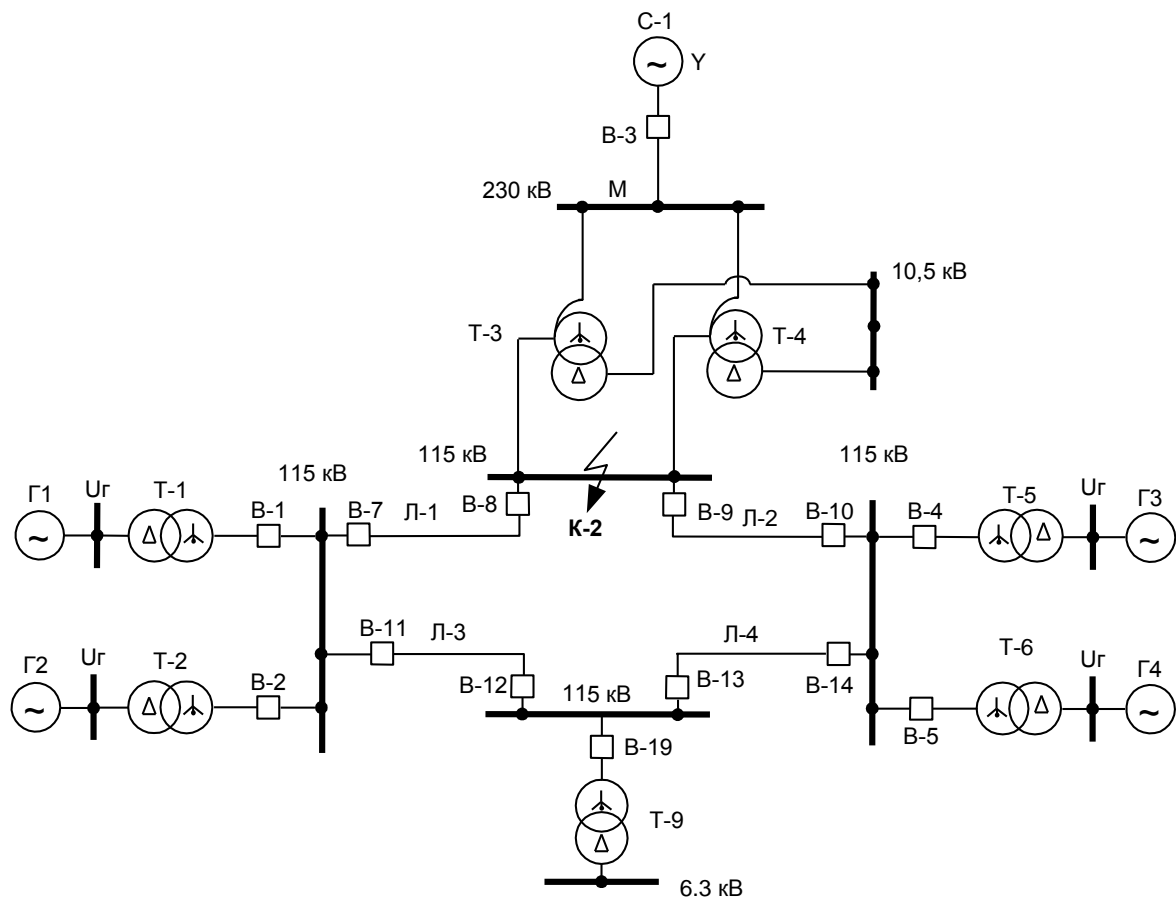 С-1
~
Y
В-3
230 кВ
М
10,5 кВ
Т-3
Т-4
Δ
Δ
115 кВ
115 кВ
115 кВ
Г1
Uг
Т-1
В-1
В-7
Л-1
В-8
К-2
В-9
Л-2
В-10
В-4
Т-5
Uг
Г3
~
Δ
Δ
~
В-11
Л-3
Л-4
Г2
Uг
Т-2
В-2
В-12
115 кВ
В-13
В-14
Т-6
Uг
Г4
~
Δ
Δ
~
В-5
В-19
Т-9
Δ
6.3 кВ